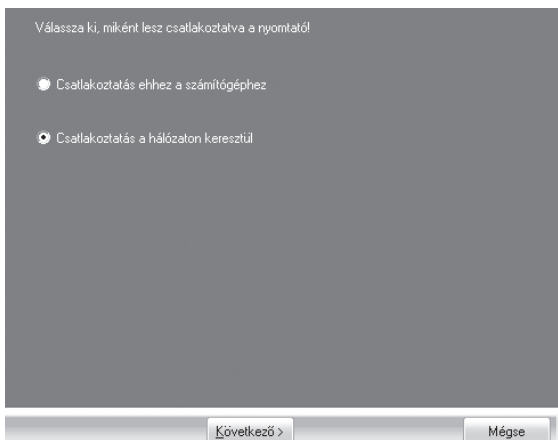 Válassza ki, miként lesz csatlakoztatva a nyomtató!
Csatlakoztatás ehhez a számítógéphez
Csatlakoztatás a hálózaton keresztül
Következő > Mégse